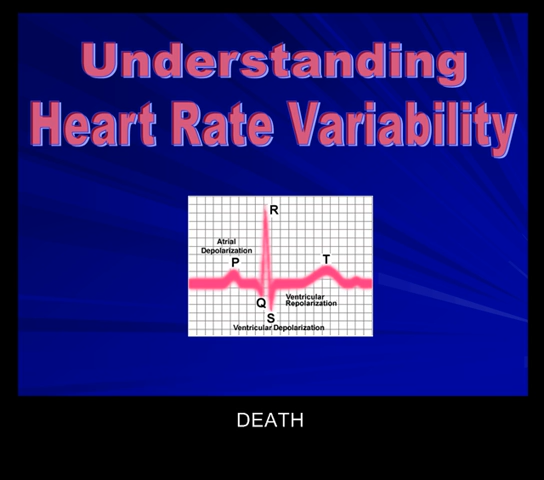 Understanding
Heart Rate Variability
R
Atrial
Depolarization
P
T
Q
Ventricular
Repolarization
S
Ventricular Depolarization
DEATH